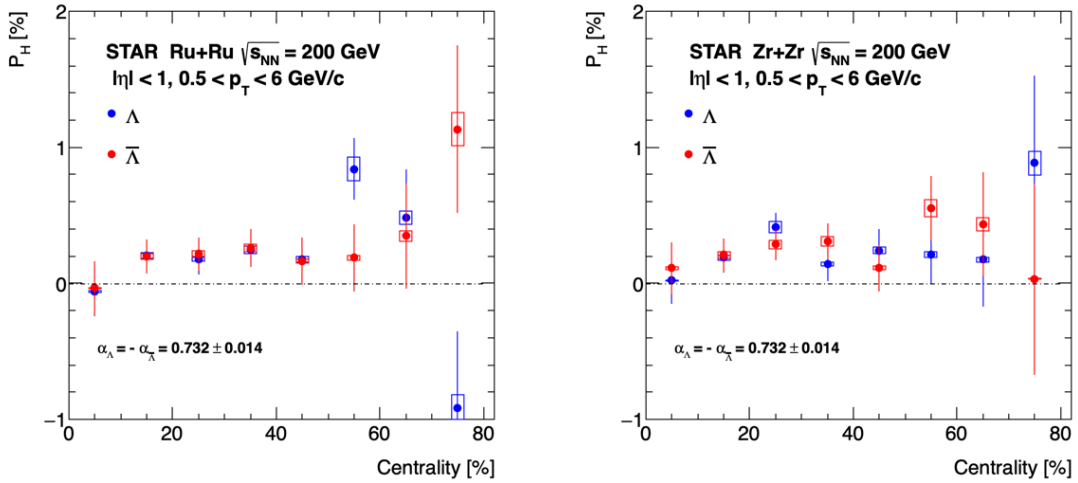 P_H [%]
2
1
0
−1
STAR Ru+Ru √s_NN = 200 GeV
|η| < 1, 0.5 < p_T < 6 GeV/c
Λ
Λ̅
α_Λ = - α_Λ̅ = 0.732 ± 0.014
0 20 40 60 80
Centrality [%]
P_H [%]
2
1
0
−1
STAR Zr+Zr √s_NN = 200 GeV
|η| < 1, 0.5 < p_T < 6 GeV/c
Λ
Λ̅
α_Λ = - α_Λ̅ = 0.732 ± 0.014
0 20 40 60 80
Centrality [%]